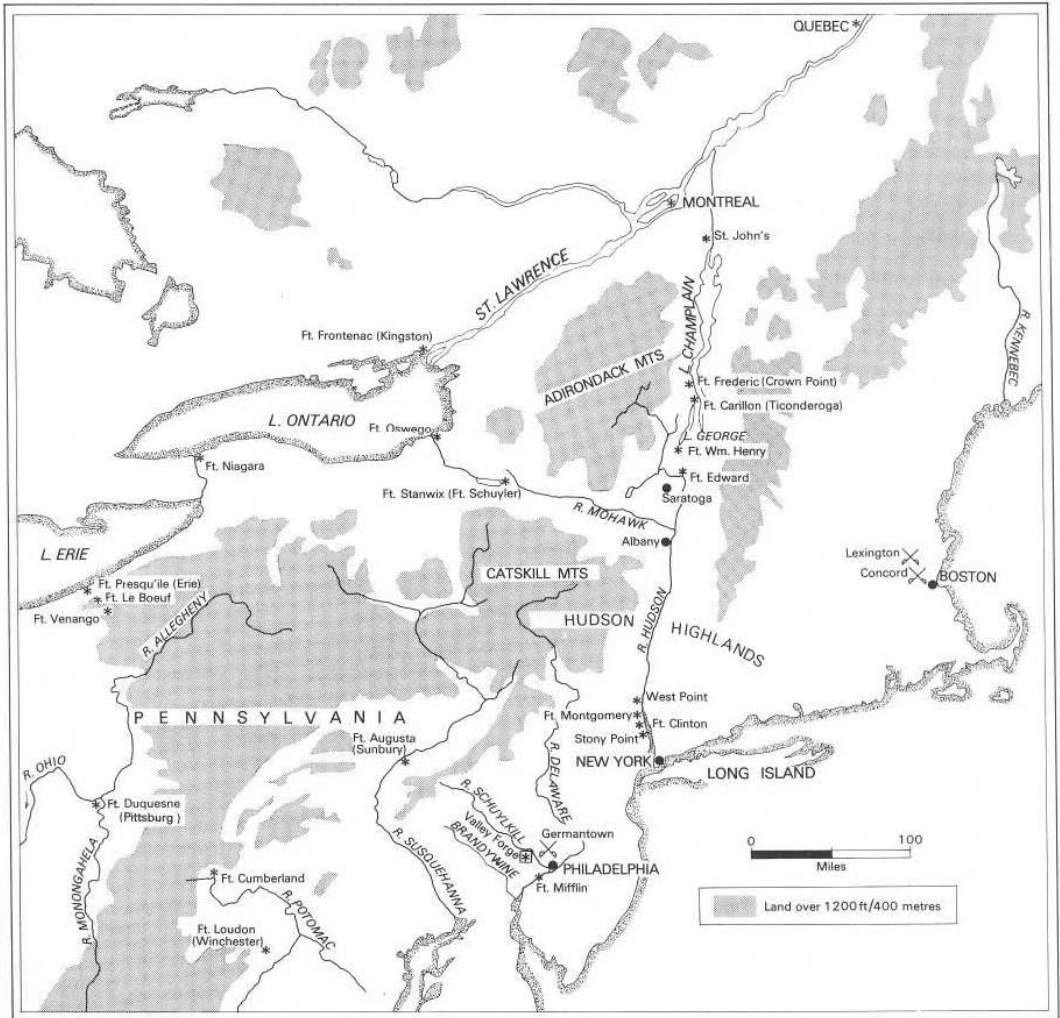 QUEBEC
MONTREAL
St. John's
ST. LAWRENCE
L. CHAMPLAIN
R. KENNEBEC
Ft. Frontenac (Kingston)
ADIRONDACK MTS
Ft. Frederic (Crown Point)
Ft. Carillon (Ticonderoga)
L. ONTARIO
Ft. Oswego
L. GEORGE
Ft. Wm. Henry
Ft. Niagara
Ft. Edward
Ft. Stanwix (Ft. Schuyler)
Saratoga
R. MOHAWK
Albany
L. ERIE
Lexington
Concord
BOSTON
CATSKILL MTS
Ft. Presqu'ile (Erie)
Ft. Le Boeuf
Ft. Venango
R. ALLEGHENY
HUDSON
R. HUDSON
HIGHLANDS
West Point
PENNSYLVANIA
Ft. Montgomery
Ft. Clinton
Stony Point
Ft. Augusta
(Sunbury)
NEW YORK
LONG ISLAND
R. OHIO
R. DELAWARE
R. SCHUYLKILL
Ft. Duquesne
(Pittsburg)
Valley Forge
Germantown
BRANDYWINE
PHILADELPHIA
Ft. Mifflin
R. SUSQUEHANNA
R. MONONGAHELA
Ft. Cumberland
R. POTOMAC
Ft. Loudon
(Winchester)
0 100
Miles
Land over 1200ft/400 metres